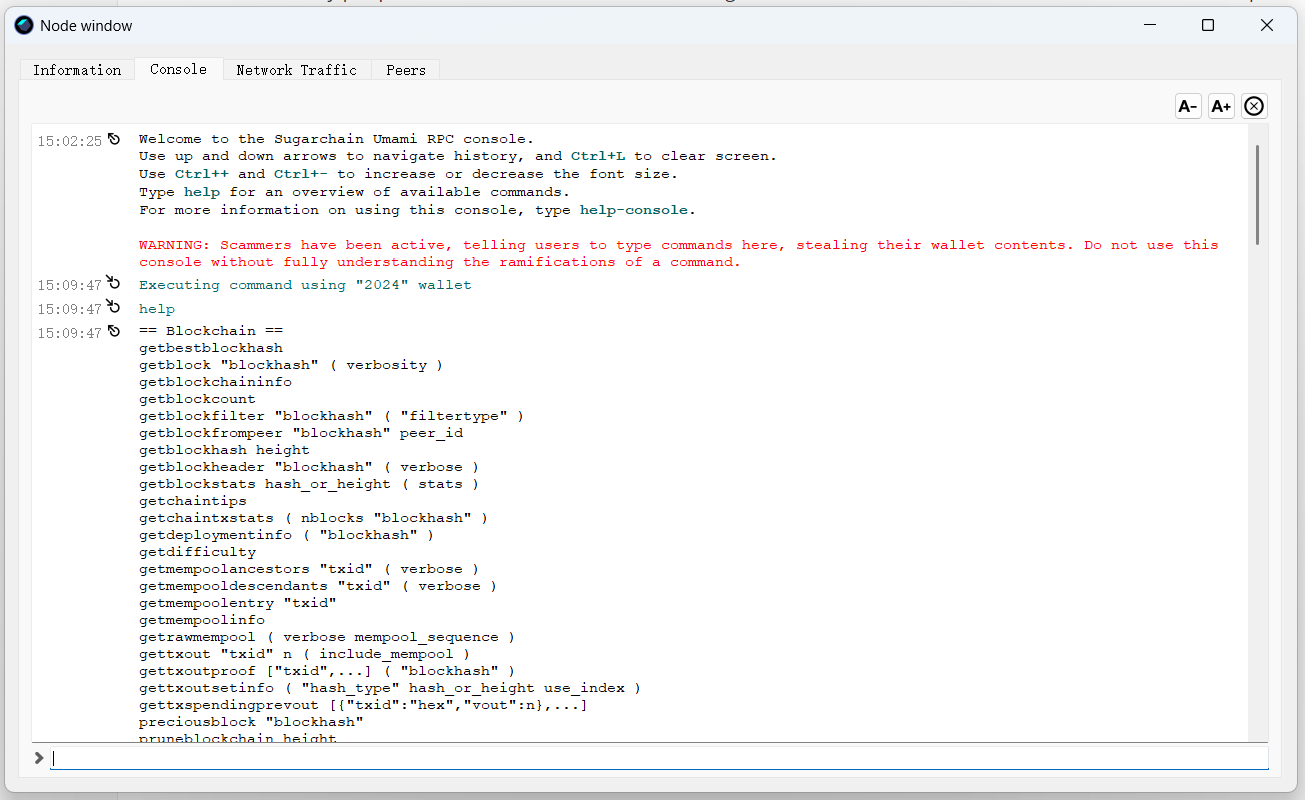 Node window
Information Console Network Traffic Peers
A- A+
15:02:25 Welcome to the Sugarchain Umami RPC console.
Use up and down arrows to navigate history, and Ctrl+L to clear screen.
Use Ctrl++ and Ctrl+- to increase or decrease the font size.
Type help for an overview of available commands.
For more information on using this console, type help-console.
WARNING: Scammers have been active, telling users to type commands here, stealing their wallet contents. Do not use this
console without fully understanding the ramifications of a command.
15:09:47 Executing command using "2024" wallet
15:09:47 help
15:09:47 == Blockchain ==
getbestblockhash
getblock "blockhash" ( verbosity )
getblockchaininfo
getblockcount
getblockfilter "blockhash" ( "filtertype" )
getblockfrompeer "blockhash" peer_id
getblockhash height
getblockheader "blockhash" ( verbose )
getblockstats hash_or_height ( stats )
getchaintips
getchaintxstats ( nblocks "blockhash" )
getdeploymentinfo ( "blockhash" )
getdifficulty
getmempoolancestors "txid" ( verbose )
getmempooldescendants "txid" ( verbose )
getmempoolentry "txid"
getmempoolinfo
getrawmempool ( verbose mempool_sequence )
gettxout "txid" n ( include_mempool )
gettxoutproof ["txid",...] ( "blockhash" )
gettxoutsetinfo ( "hash_type" hash_or_height use_index )
gettxspendingprevout [{"txid":"hex","vout":n},...]
preciousblock "blockhash"
pruneblockchain height